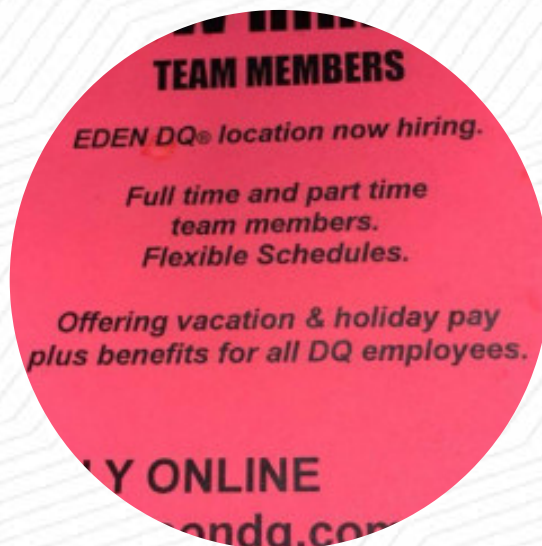 TEAM MEMBERS
EDEN DQ® location now hiring.
Full time and part time
team members.
Flexible Schedules.
Offering vacation & holiday pay
plus benefits for all DQ employees.
ONLINE